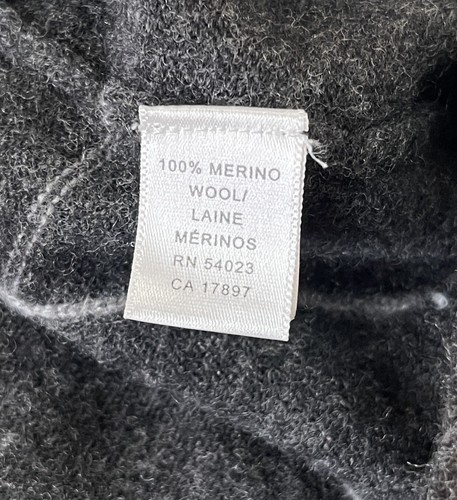 100% MERINO
WOOL/
LAINE
MÉRINOS
RN 54023
CA 17897